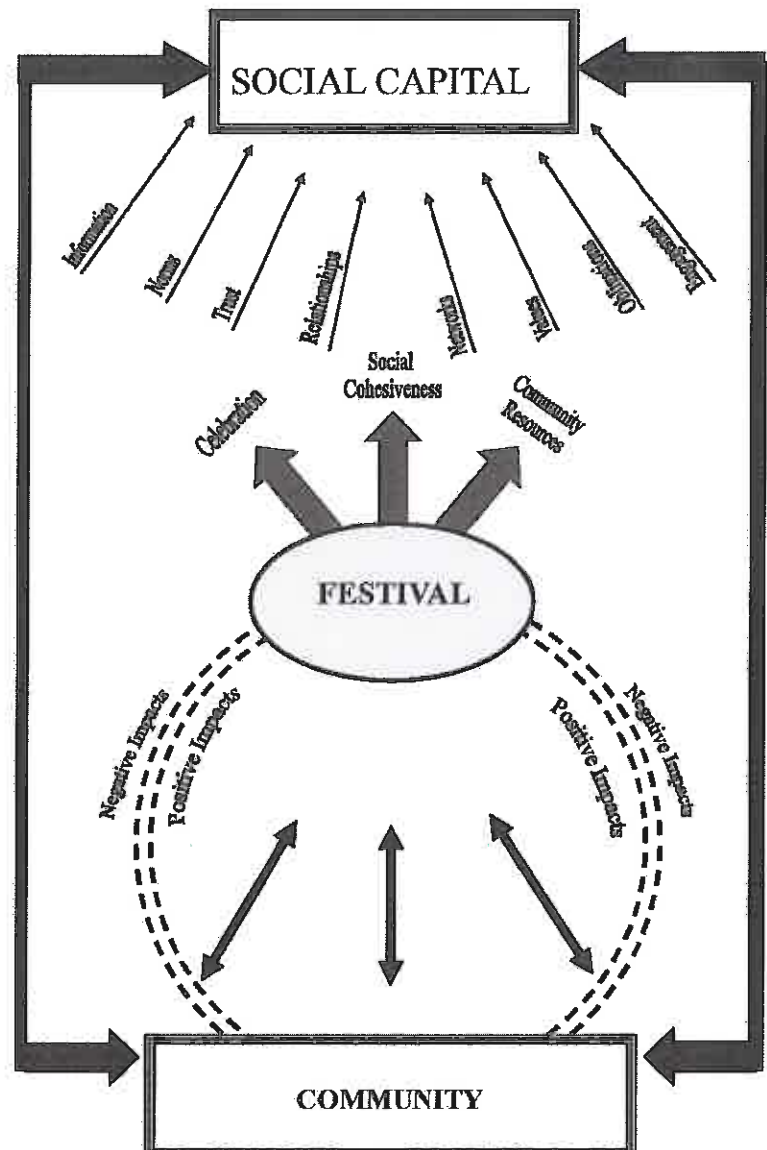 SOCIAL CAPITAL
Information
Norms
Trust
Relationships
Networks
Values
Obligations
Engagement
Celebration
Social
Cohesiveness
Community
Resources
FESTIVAL
Negative Impacts
Positive Impacts
Positive Impacts
Negative Impacts
COMMUNITY